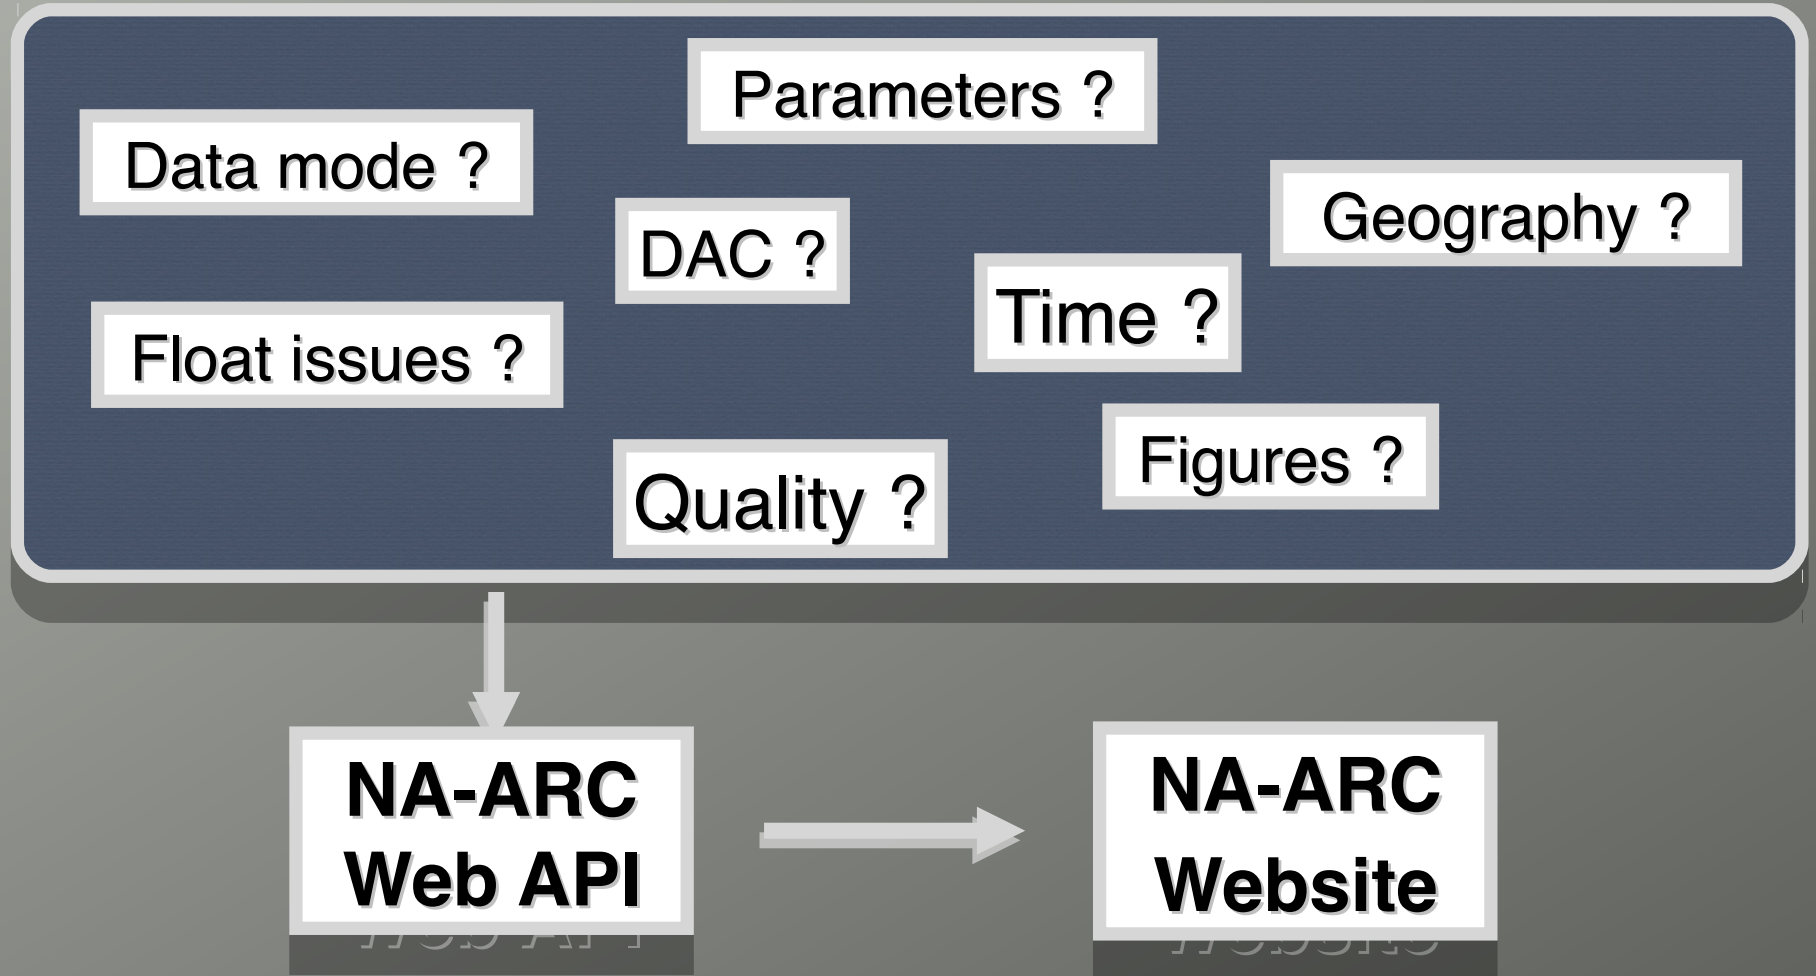 Parameters ?
Data mode ?
Geography ?
DAC ?
Time ?
Float issues ?
Figures ?
Quality ?
NA-ARC
Web API
NA-ARC
Website